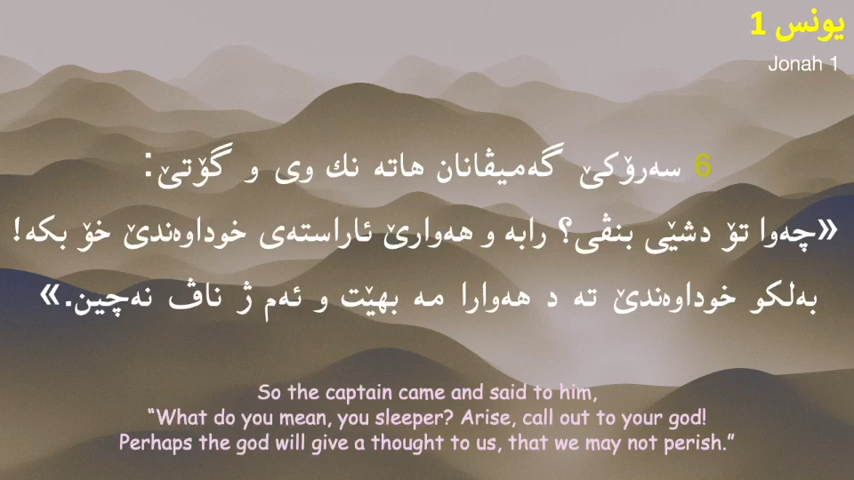 یونس 1
Jonah 1
6 سەرۆکێ گەمیڤانان هاتە نك وی و گۆتێ:
«چەوا تۆ دشێی بنڤی؟ رابە و هەوارێ ئاراستەی خوداوەندێ خۆ بکە!
بەلکو خوداوەندێ تە د هەوارا مە بهێت و ئەم ژ ناڤ نەچین.»
So the captain came and said to him,
“What do you mean, you sleeper? Arise, call out to your god!
Perhaps the god will give a thought to us, that we may not perish.”